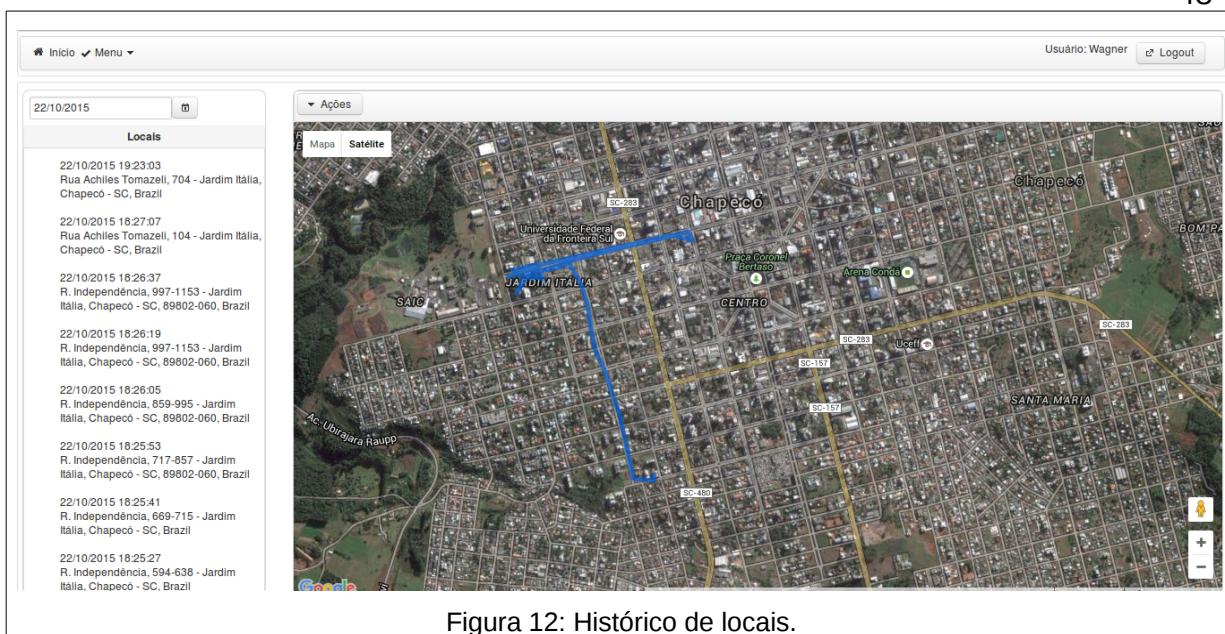 Início Menu
Usuário: Wagner
Logout
22/10/2015
Locais
22/10/2015 19:23:03
Rua Achiles Tomazeli, 704 - Jardim Itália,
Chapecó - SC, Brazil
22/10/2015 18:27:07
Rua Achiles Tomazeli, 104 - Jardim Itália,
Chapecó - SC, Brazil
22/10/2015 18:26:37
R. Independência, 997-1153 - Jardim
Itália, Chapecó - SC, 89802-060, Brazil
22/10/2015 18:26:19
R. Independência, 997-1153 - Jardim
Itália, Chapecó - SC, 89802-060, Brazil
22/10/2015 18:26:05
R. Independência, 859-995 - Jardim
Itália, Chapecó - SC, 89802-060, Brazil
22/10/2015 18:25:53
R. Independência, 717-857 - Jardim
Itália, Chapecó - SC, 89802-060, Brazil
22/10/2015 18:25:41
R. Independência, 669-715 - Jardim
Itália, Chapecó - SC, Brazil
22/10/2015 18:25:27
R. Independência, 594-638 - Jardim
Itália, Chapecó - SC, Brazil
Ações
Mapa Satélite
SC-283
Chapecó
Chapecó
Universidade Federal
da Fronteira Sul
BOM PA
Praça Coronel
Bertaso
Arena Condá
JARDIM ITÁLIA
SAIC
CENTRO
SC-283
SC-283
Uceff
SC-157
SANTA MARIA
SC-157
Ac. Ubirajara Raupp
SC-480
Google
Figura 12: Histórico de locais.